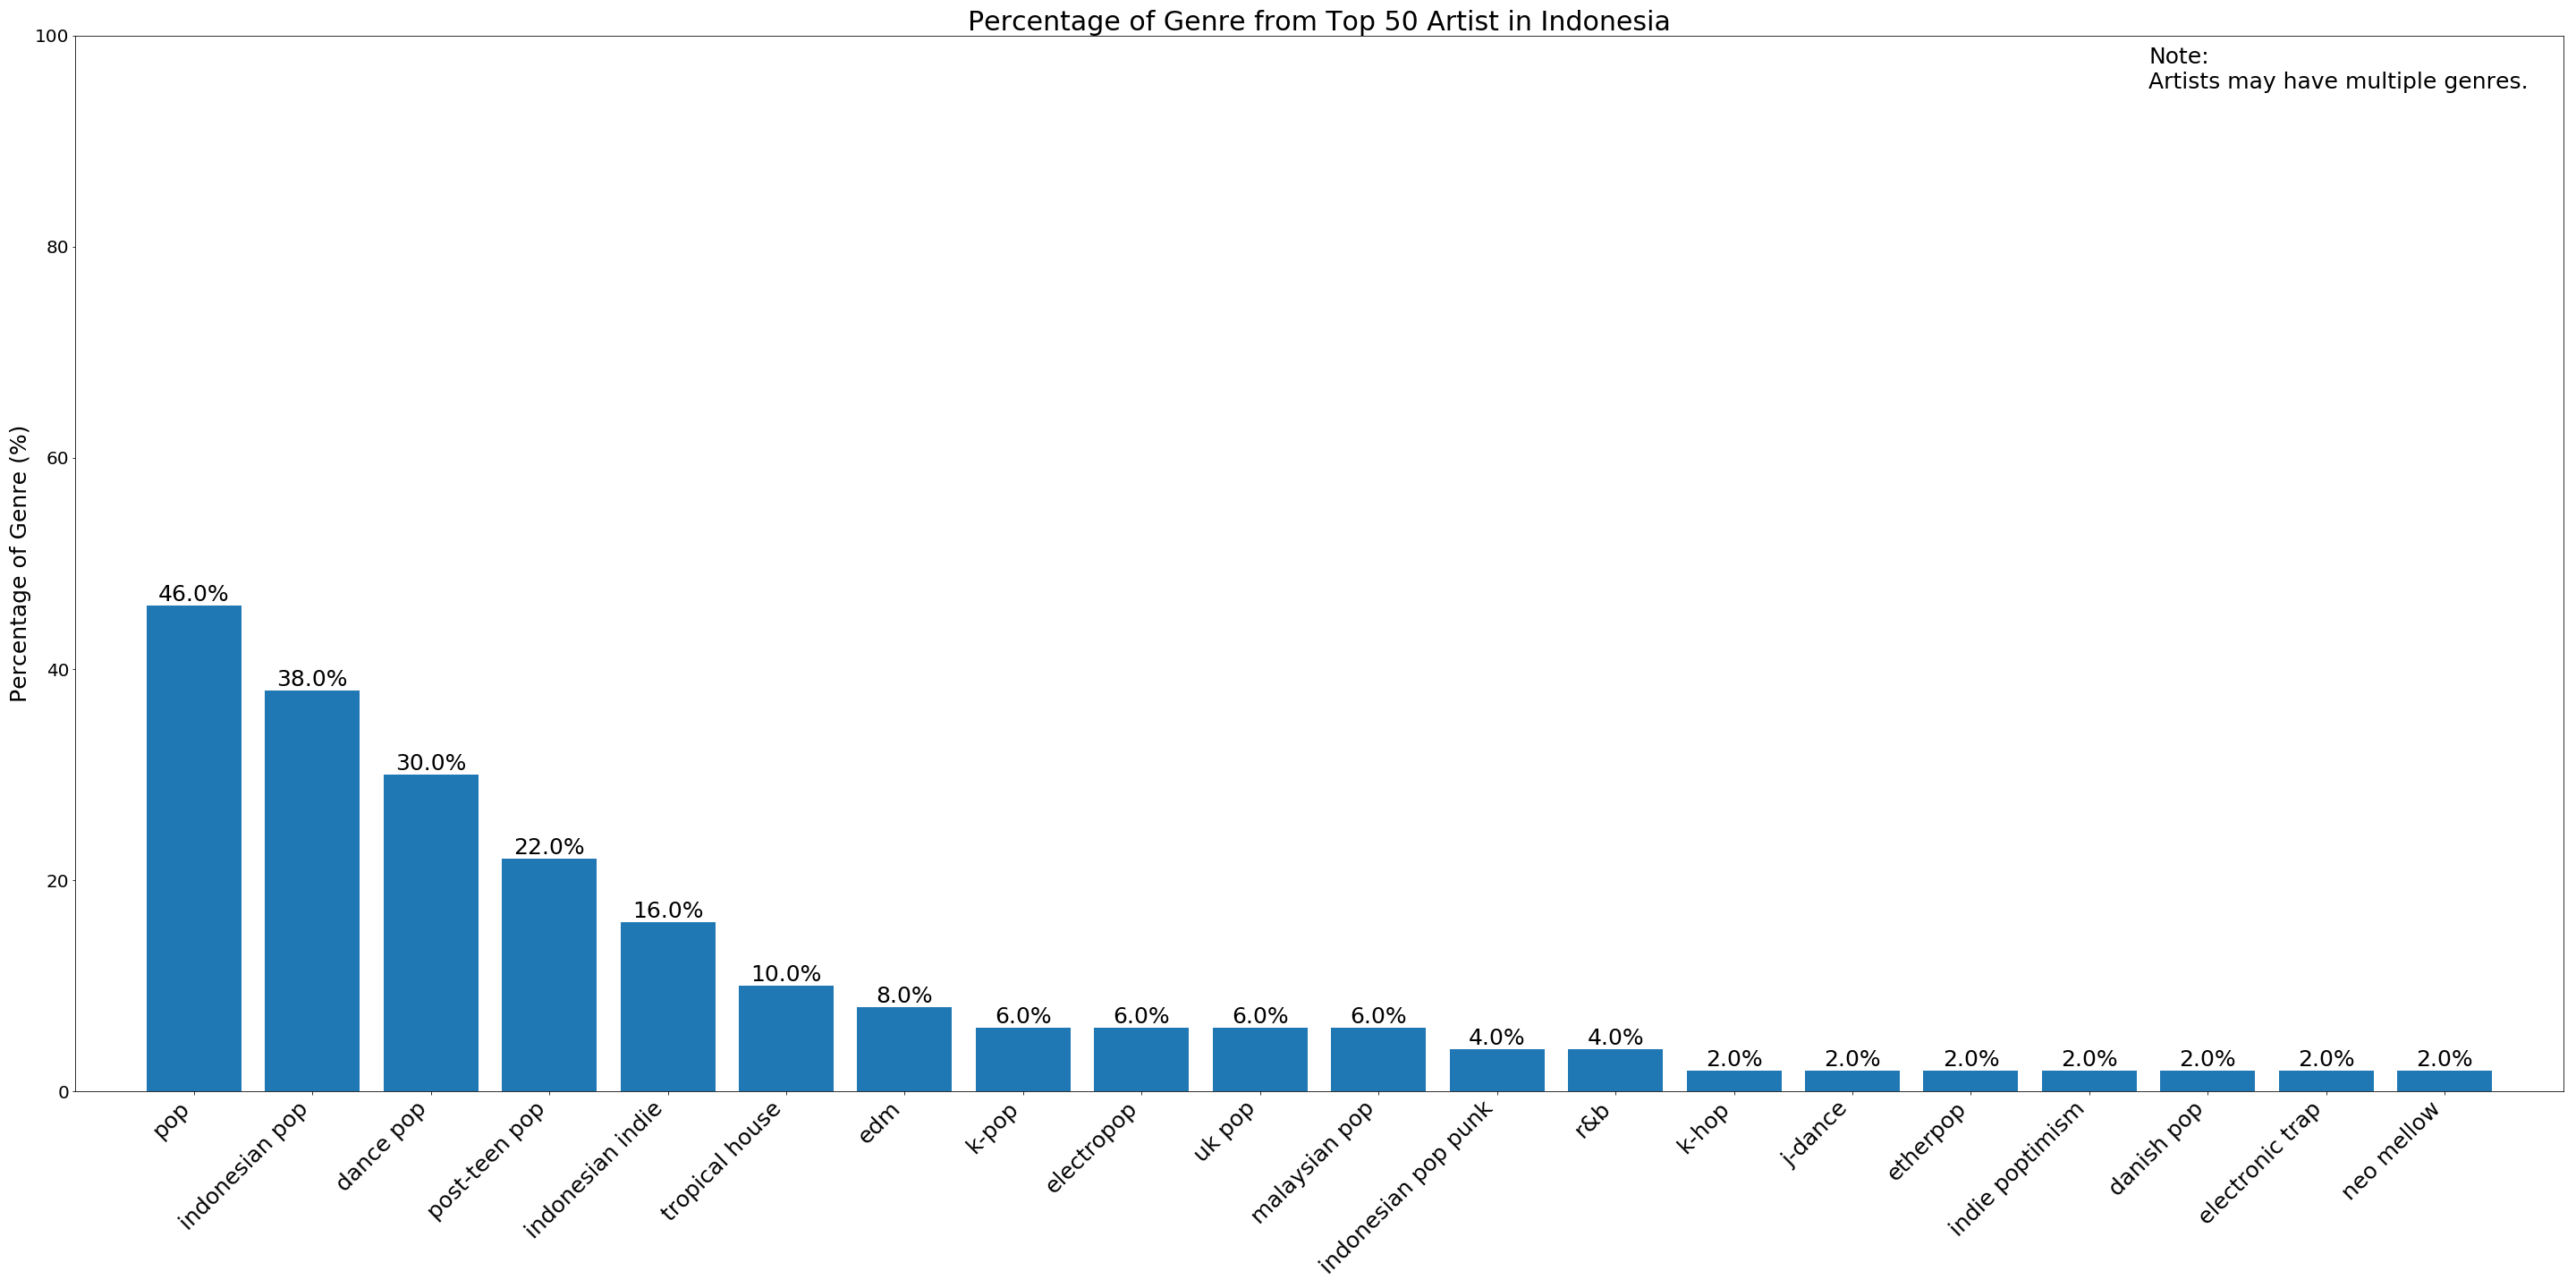 Percentage of Genre from Top 50 Artist in Indonesia
Note:
Artists may have multiple genres.
Percentage of Genre (%)
100
80
60
40
20
0
46.0%
38.0%
30.0%
22.0%
16.0%
10.0%
8.0%
6.0%
6.0%
6.0%
6.0%
4.0%
4.0%
2.0%
2.0%
2.0%
2.0%
2.0%
2.0%
2.0%
pop
indonesian pop
dance pop
post-teen pop
indonesian indie
tropical house
edm
k-pop
electropop
uk pop
malaysian pop
indonesian pop punk
r&b
k-hop
j-dance
etherpop
indie poptimism
danish pop
electronic trap
neo mellow